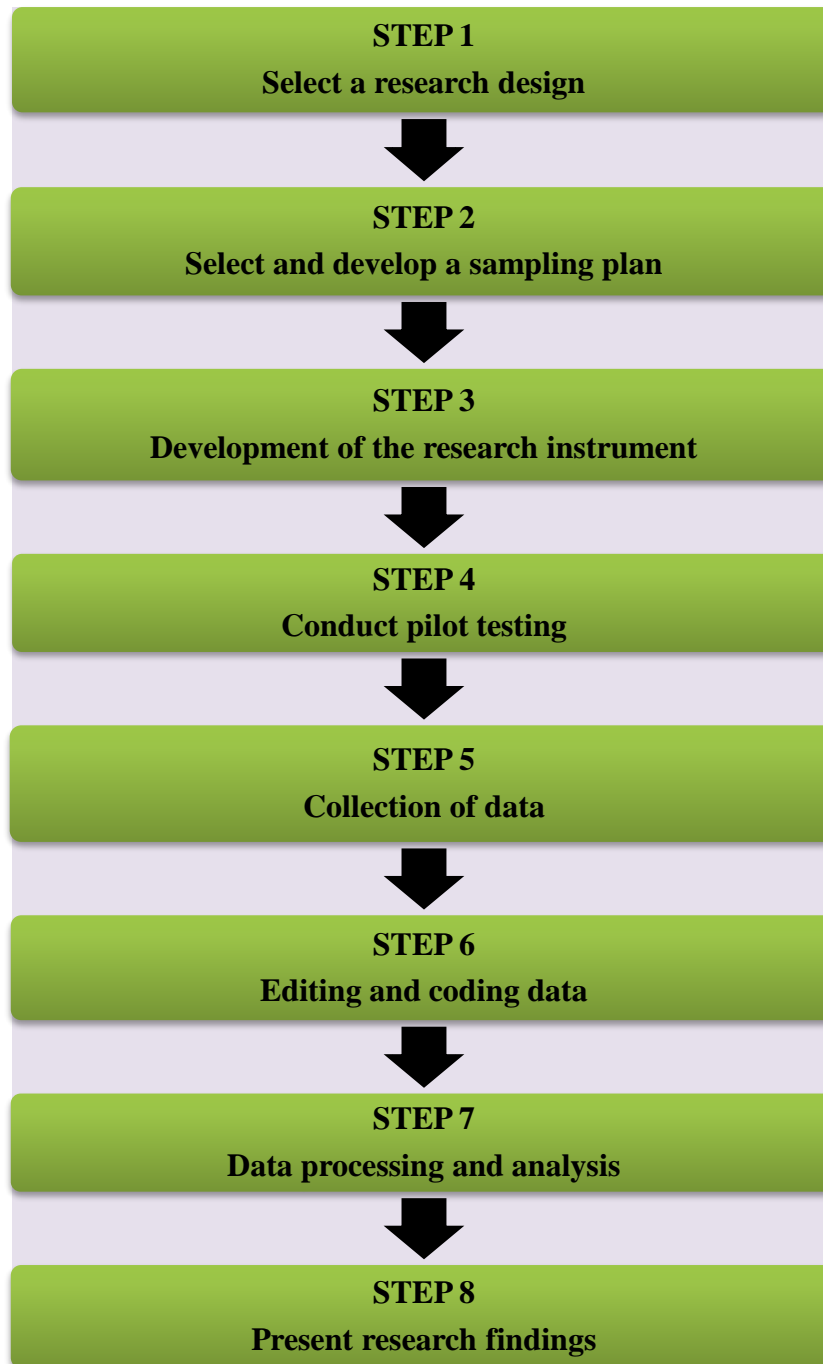 STEP 1
Select a research design
STEP 2
Select and develop a sampling plan
STEP 3
Development of the research instrument
STEP 4
Conduct pilot testing
STEP 5
Collection of data
STEP 6
Editing and coding data
STEP 7
Data processing and analysis
STEP 8
Present research findings